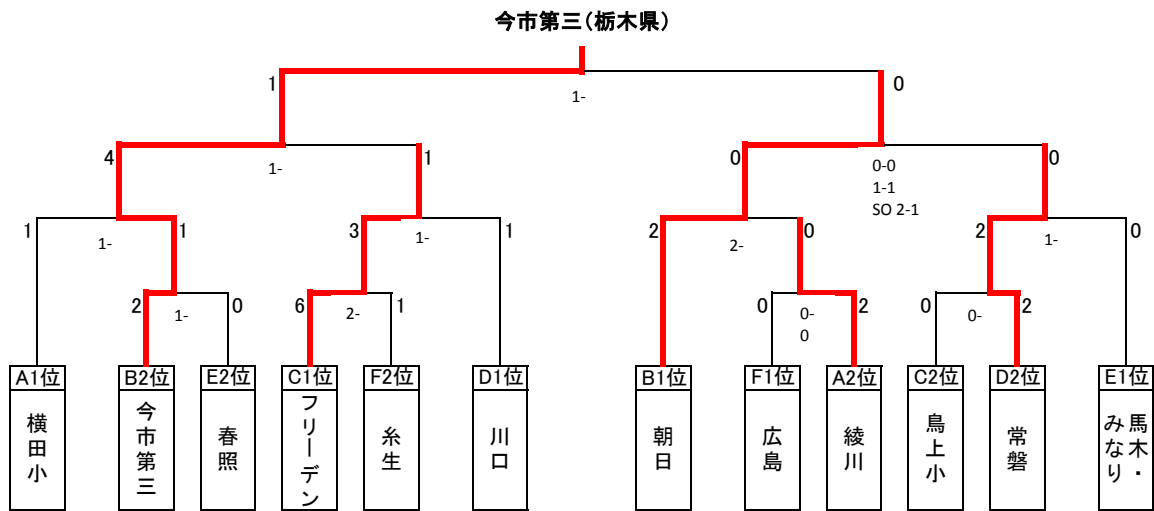 今市第三(栃木県)
1
0
1-
4
1
0
0
1-
0-0
1-1
SO 2-1
1
1
3
1
2
0
2
0
1-
1-
2-
1-
2
0
6
1
0
2
0
2
1-
2-
0-
0
0-
A1位
B2位
E2位
C1位
F2位
D1位
B1位
F1位
A2位
C2位
D2位
E1位
横田小
今市第三
春照
フリーデン
糸生
川口
朝日
広島
綾川
鳥上小
常磐
馬木・
みなり